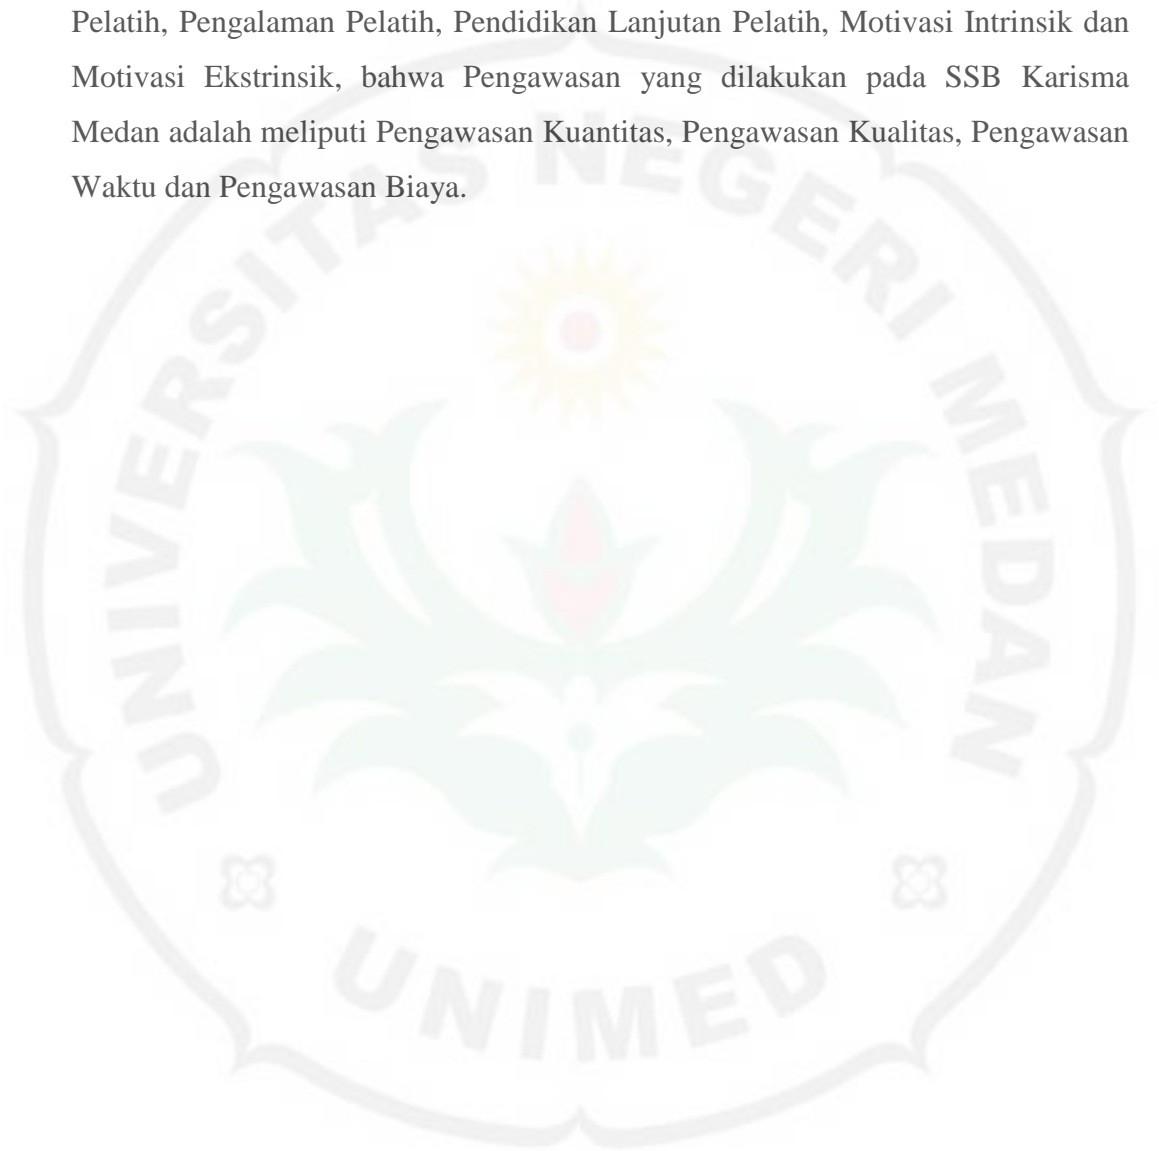 Pelatih, Pengalaman Pelatih, Pendidikan Lanjutan Pelatih, Motivasi Intrinsik dan
Motivasi Ekstrinsik, bahwa Pengawasan yang dilakukan pada SSB Karisma
Medan adalah meliputi Pengawasan Kuantitas, Pengawasan Kualitas, Pengawasan
Waktu dan Pengawasan Biaya.
UNIVERSITAS NEGERI MEDAN
UNIMED